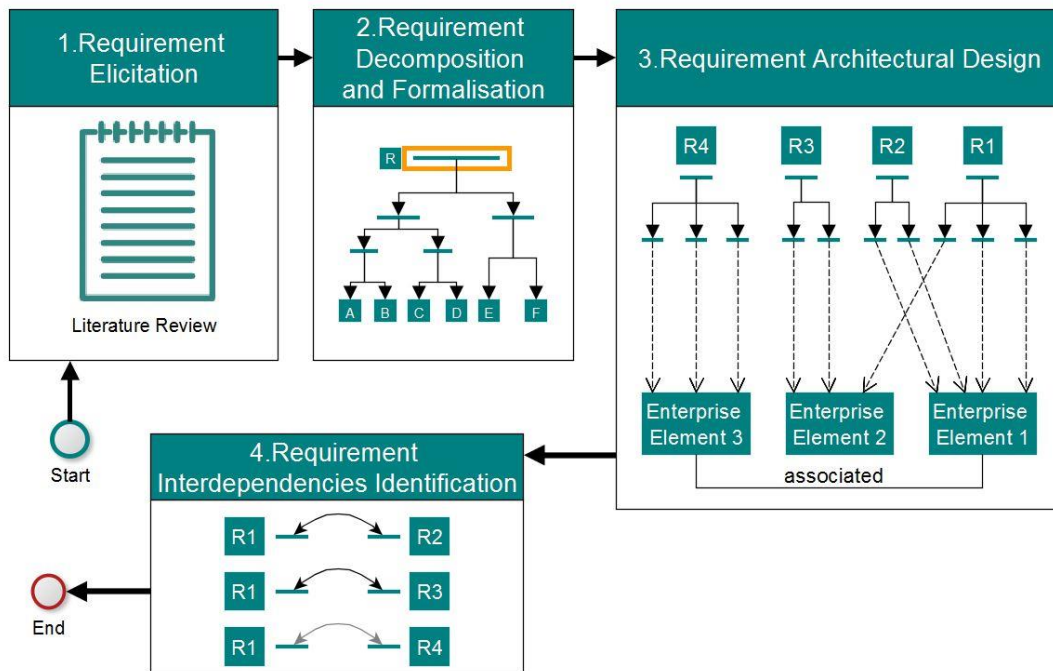 1.Requirement
Elicitation
Literature Review
Start
2.Requirement
Decomposition
and Formalisation
R
A B C D E F
3.Requirement Architectural Design
R4 R3 R2 R1
Enterprise
Element 3
Enterprise
Element 2
Enterprise
Element 1
associated
4.Requirement
Interdependencies Identification
R1 R2
R1 R3
R1 R4
End